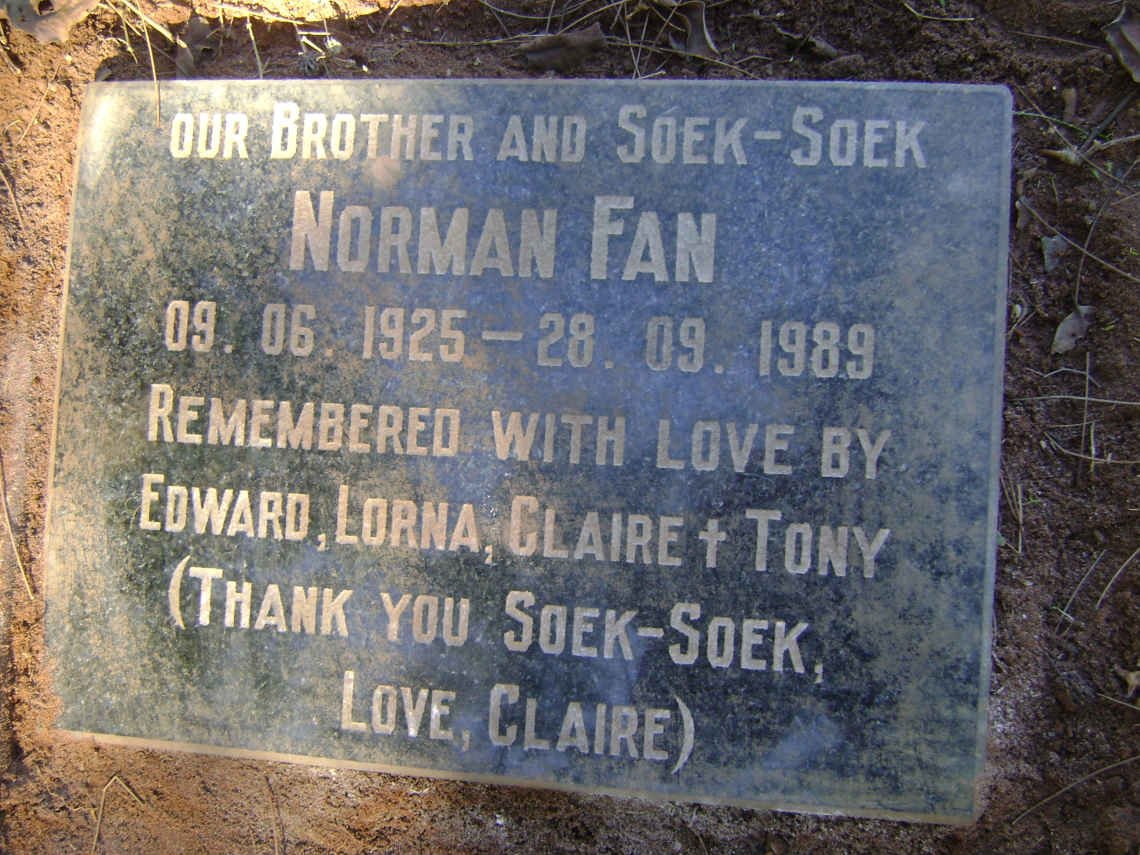 OUR BROTHER AND SOEK-SOEK
NORMAN FAN
09. 06. 1925 – 28. 09. 1989
REMEMBERED WITH LOVE BY
EDWARD, LORNA, CLAIRE + TONY
(THANK YOU SOEK-SOEK,
LOVE, CLAIRE)